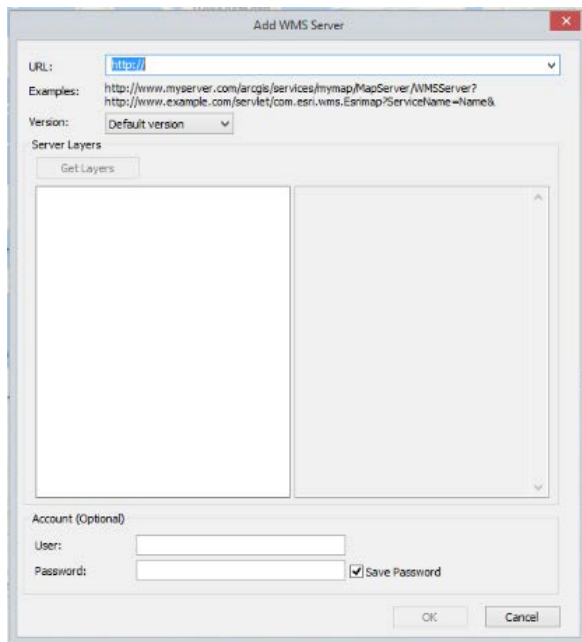 Add WMS Server
URL:
http://
Examples:
http://www.myserver.com/arcgis/services/mymap/MapServer/WMSServer?
http://www.example.com/servlet/com.esri.wms.Esrimap?ServiceName=Name&
Version:
Default version
Server Layers
Get Layers
Account (Optional)
User:
Password:
Save Password
OK
Cancel